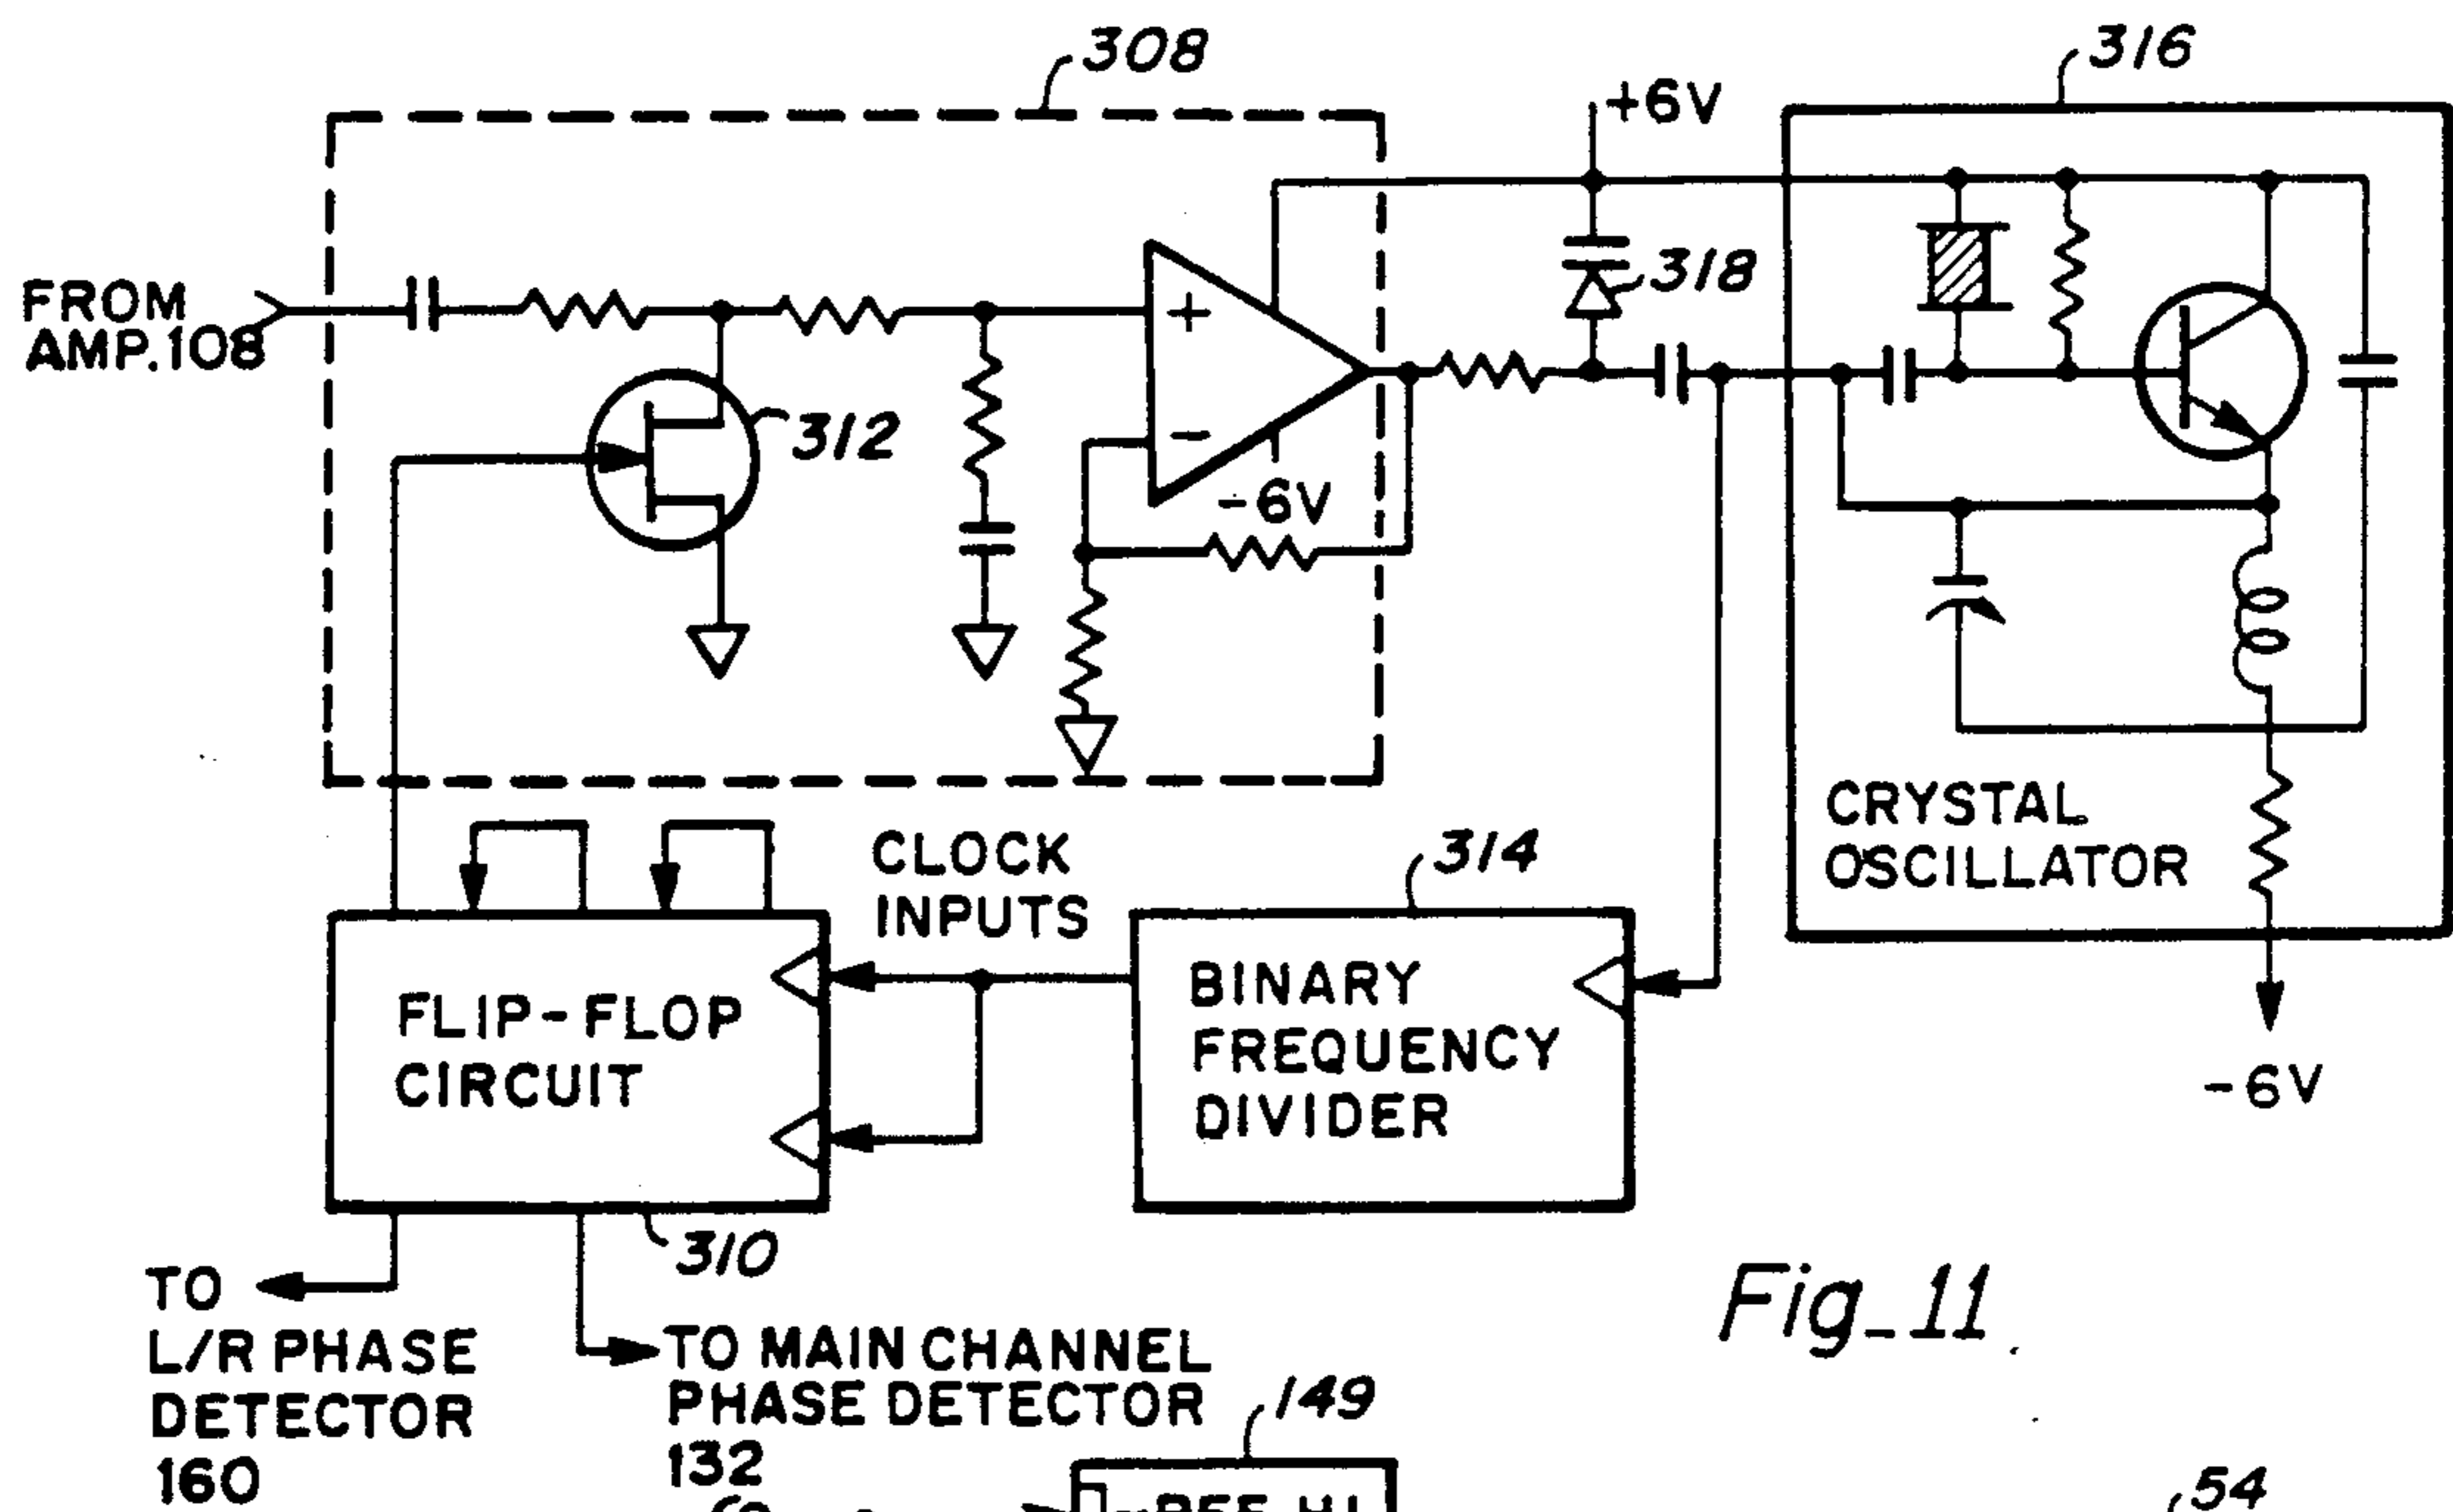 308
316
+6V
FROM
AMP.108
318
+
312
-
-6V
CLOCK
INPUTS
314
CRYSTAL
OSCILLATOR
FLIP-FLOP
CIRCUIT
BINARY
FREQUENCY
DIVIDER
-6V
310
TO
L/R PHASE
DETECTOR
160
TO MAIN CHANNEL
PHASE DETECTOR
132
Fig_11.
149
54